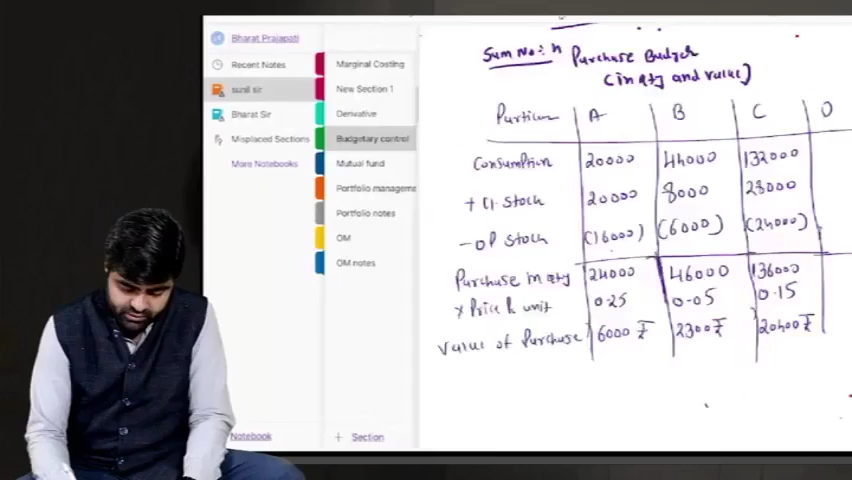 Bharat Prajapati
Recent Notes
sunil sir
Bharat Sir
Misplaced Sections
More Notebooks
Notebook
Marginal Costing
New Section 1
Derivative
Budgetary control
Mutual fund
Portfolio manageme
Portfolio notes
OM
OM notes
+ Section
Sum No:- 4 Purchase Budget
(in qty and value)
Particular A B C D
Consumption 20000 44000 132000
+ Cl. stock 20000 8000 28000
- OP stock (16000) (6000) (24000)
Purchase in qty 24000 46000 136000
x Price per unit 0.25 0.05 0.15
Value of Purchase 6000 ₹ 2300 ₹ 20400 ₹